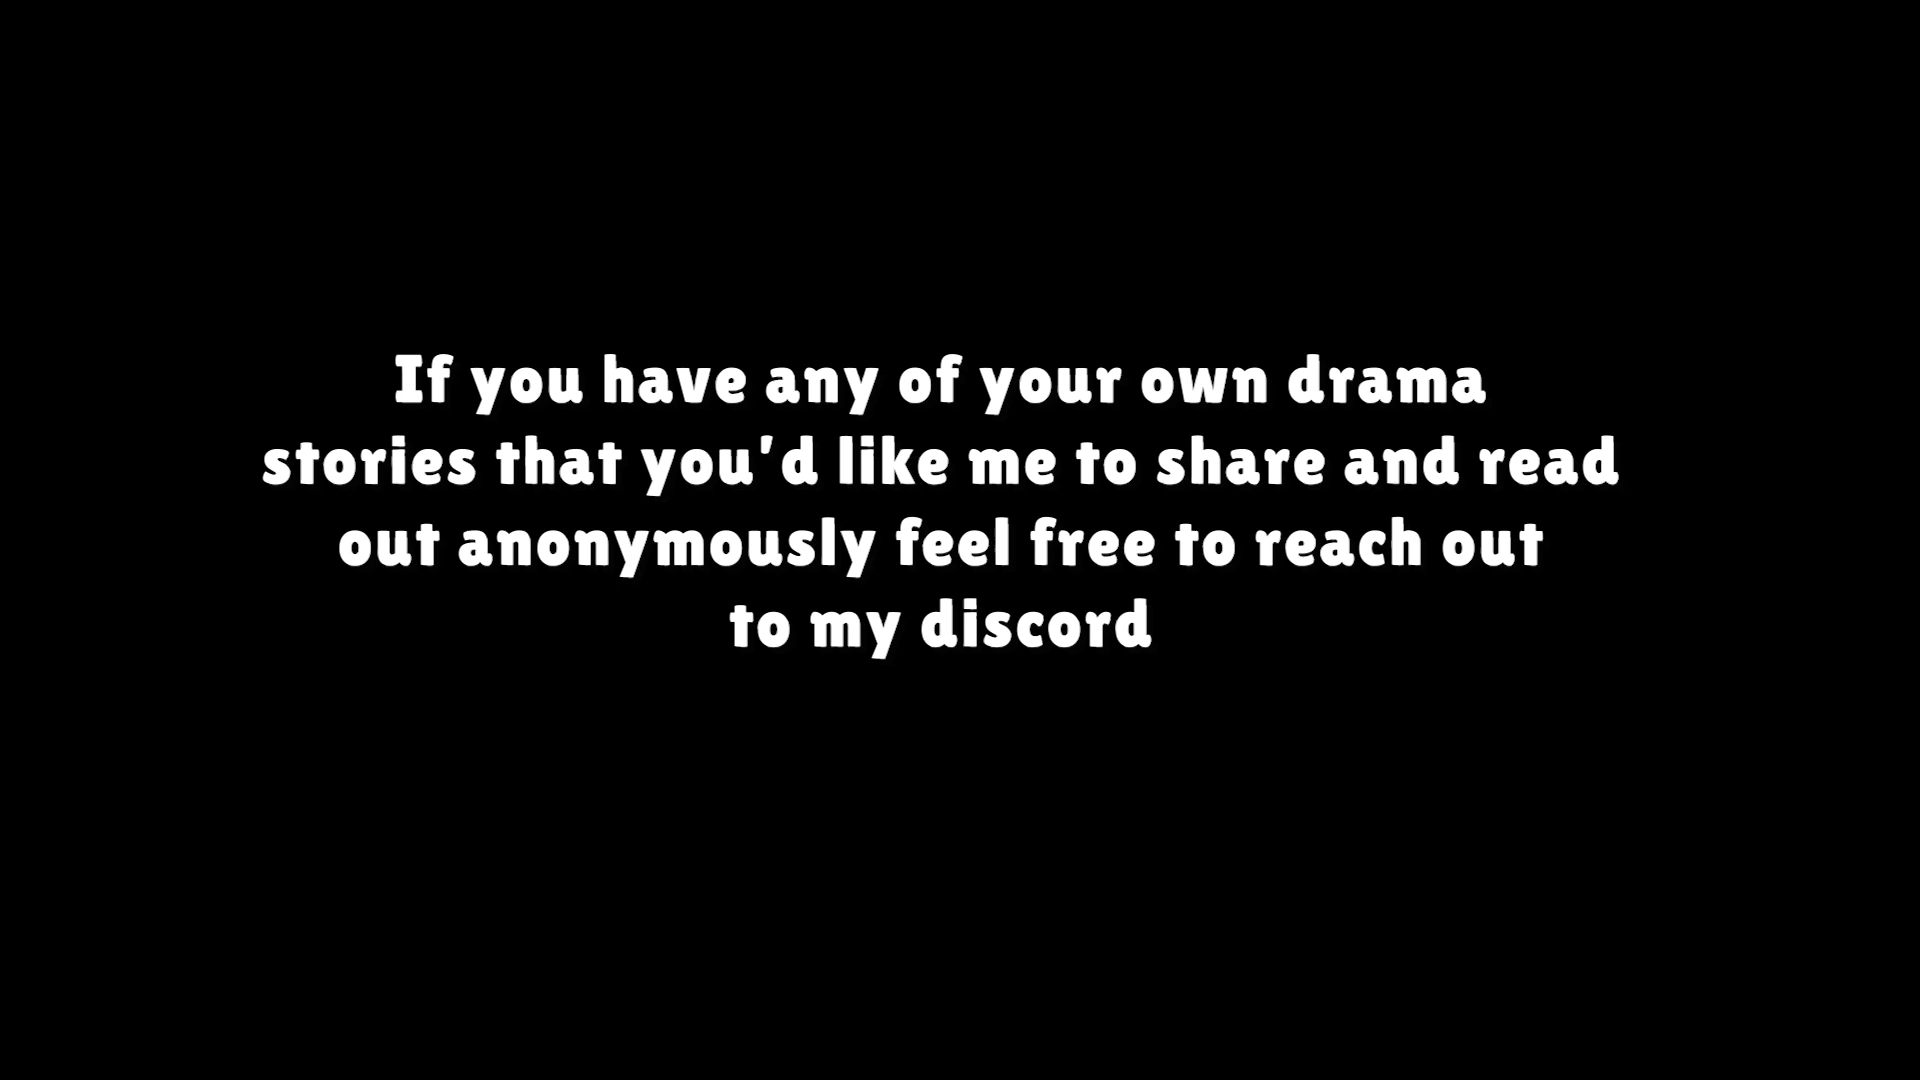 If you have any of your own drama
stories that you'd like me to share and read
out anonymously feel free to reach out
to my discord